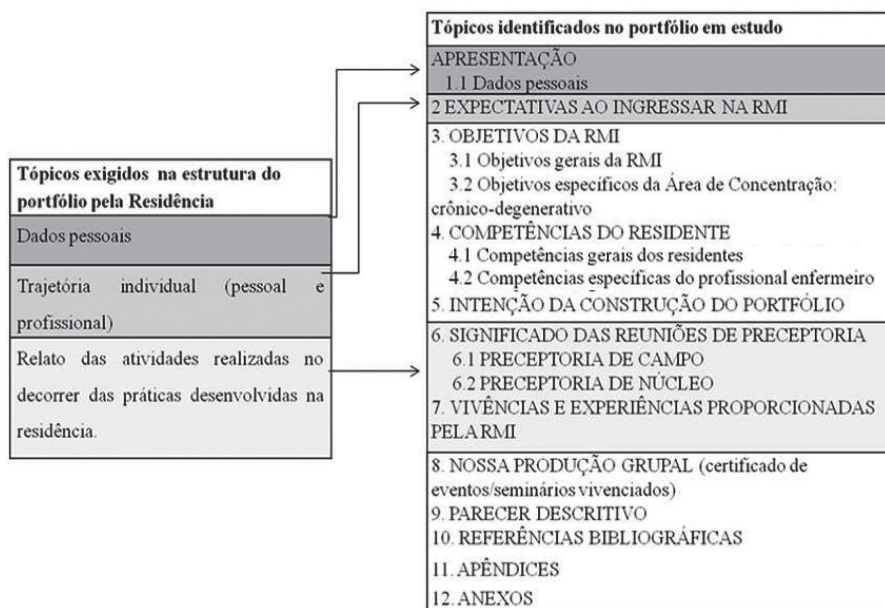 Tópicos exigidos na estrutura do
portfólio pela Residência
Dados pessoais
Trajetória individual (pessoal e
profissional)
Relato das atividades realizadas no
decorrer das práticas desenvolvidas na
residência.
Tópicos identificados no portfólio em estudo
APRESENTAÇÃO
1.1 Dados pessoais
2 EXPECTATIVAS AO INGRESSAR NA RMI
3. OBJETIVOS DA RMI
3.1 Objetivos gerais da RMI
3.2 Objetivos específicos da Área de Concentração:
crônico-degenerativo
4. COMPETÊNCIAS DO RESIDENTE
4.1 Competências gerais dos residentes
4.2 Competências específicas do profissional enfermeiro
5. INTENÇÃO DA CONSTRUÇÃO DO PORTFÓLIO
6. SIGNIFICADO DAS REUNIÕES DE PRECEPTORIA
6.1 PRECEPTORIA DE CAMPO
6.2 PRECEPTORIA DE NÚCLEO
7. VIVÊNCIAS E EXPERIÊNCIAS PROPORCIONADAS
PELA RMI
8. NOSSA PRODUÇÃO GRUPAL (certificado de
eventos/seminários vivenciados)
9. PARECER DESCRITIVO
10. REFERÊNCIAS BIBLIOGRÁFICAS
11. APÊNDICES
12. ANEXOS